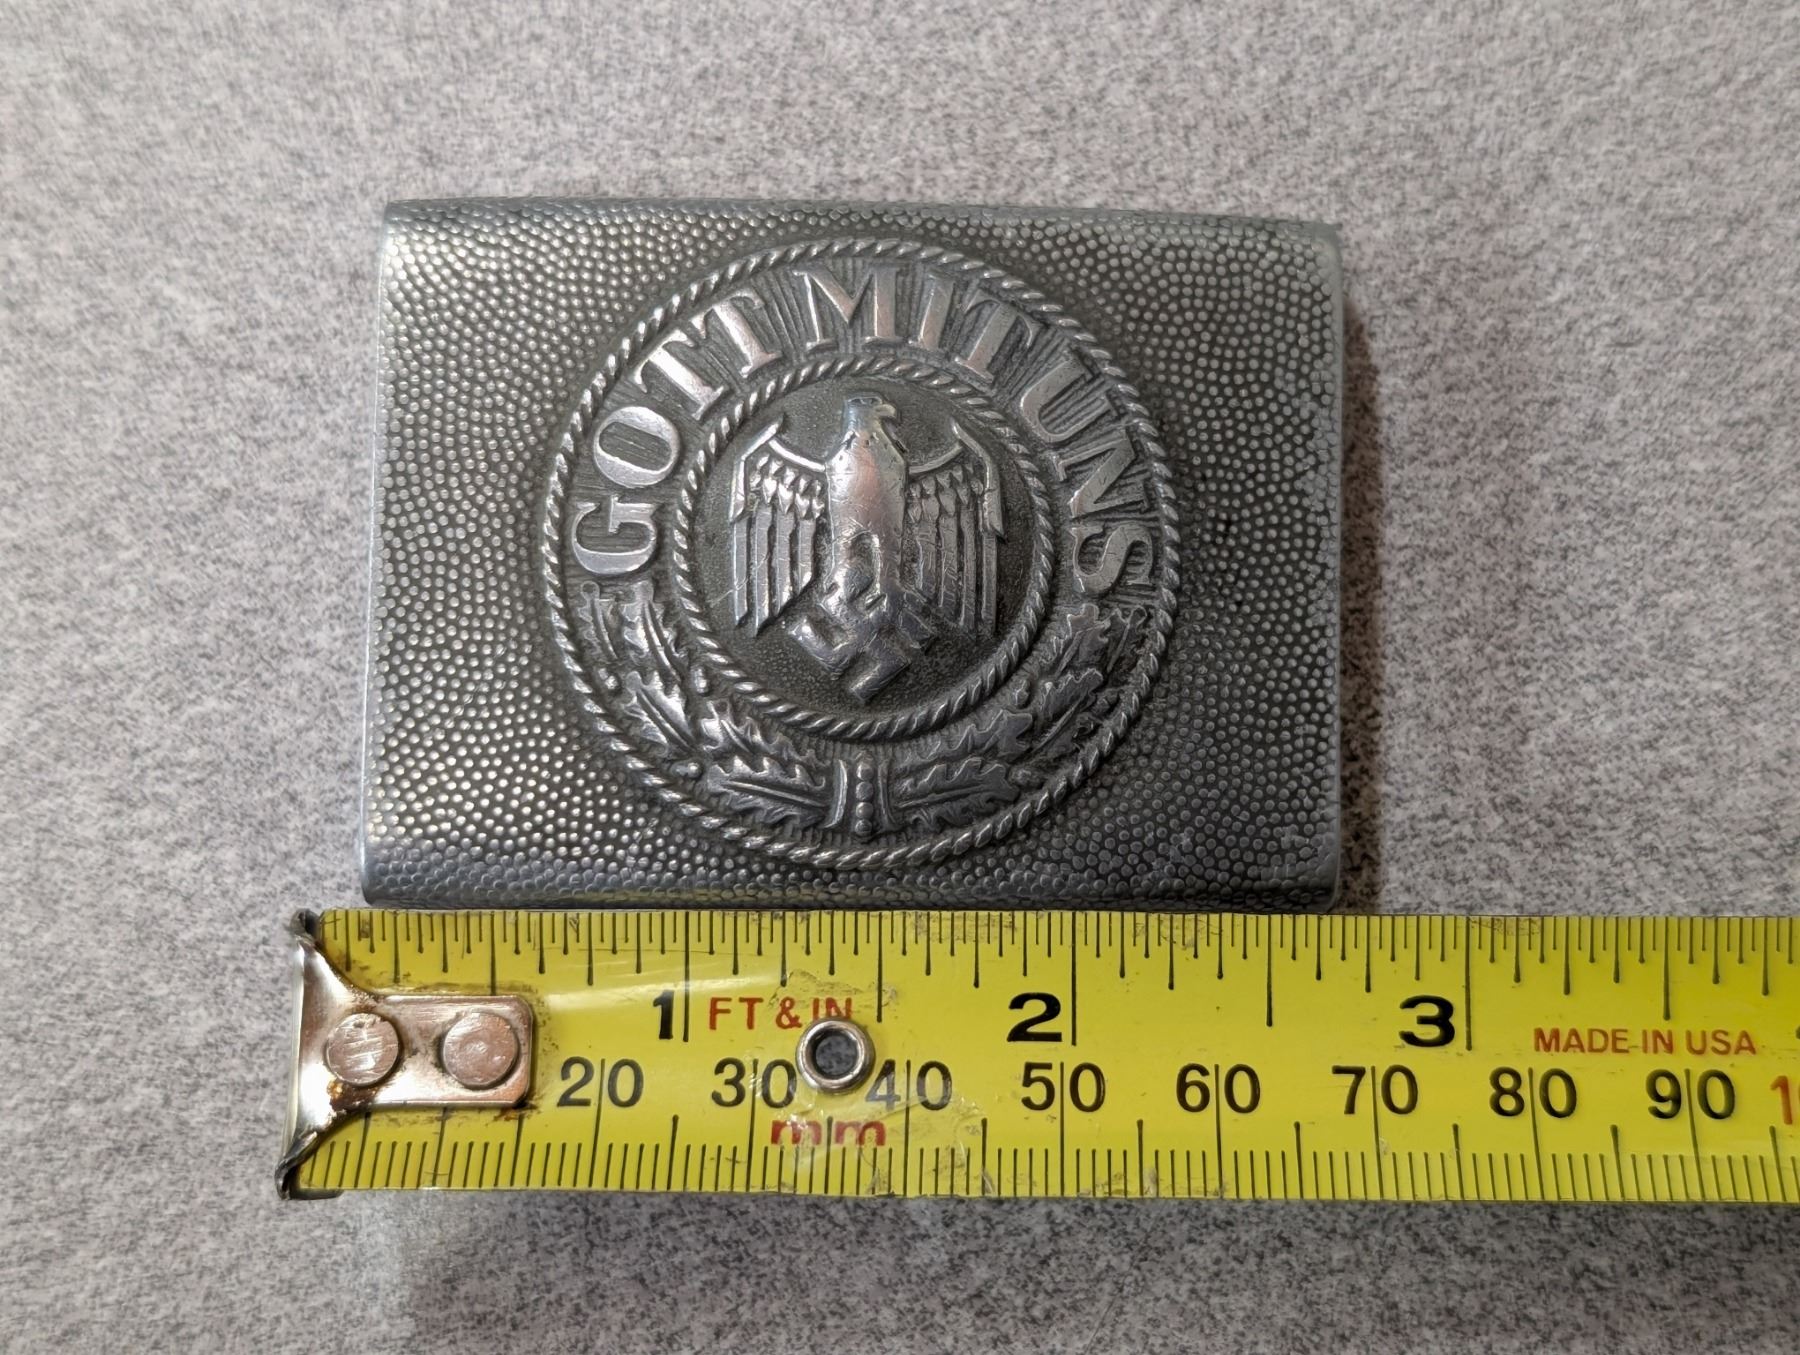 GOTT MIT UNS
1 FT & IN 2 3 MADE IN USA
20 30 40 50 60 70 80 90
mm